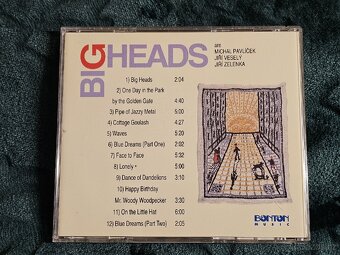 BIG HEADS
are
MICHAL PAVLÍČEK
JIŘÍ VESELÝ
JIŘÍ ZELENKA
1) Big Heads 2:04
2) One Day in the Park
by the Golden Gate 4:40
3) Pipe of Jazzy Metal 5:00
4) Cottage Goolash 4:20
5) Waves 5:20
6) Blue Dreams (Part One) 2:02
7) Face to Face 5:32
8) Lonely 5:02
9) Dance of Dandelions 3:10
10) Happy Birthday
Mr. Woody Woodpecker 3:30
11) On the Little Hat 6:00
12) Blue Dreams (Part Two) 2:05
BONTON
MUSIC